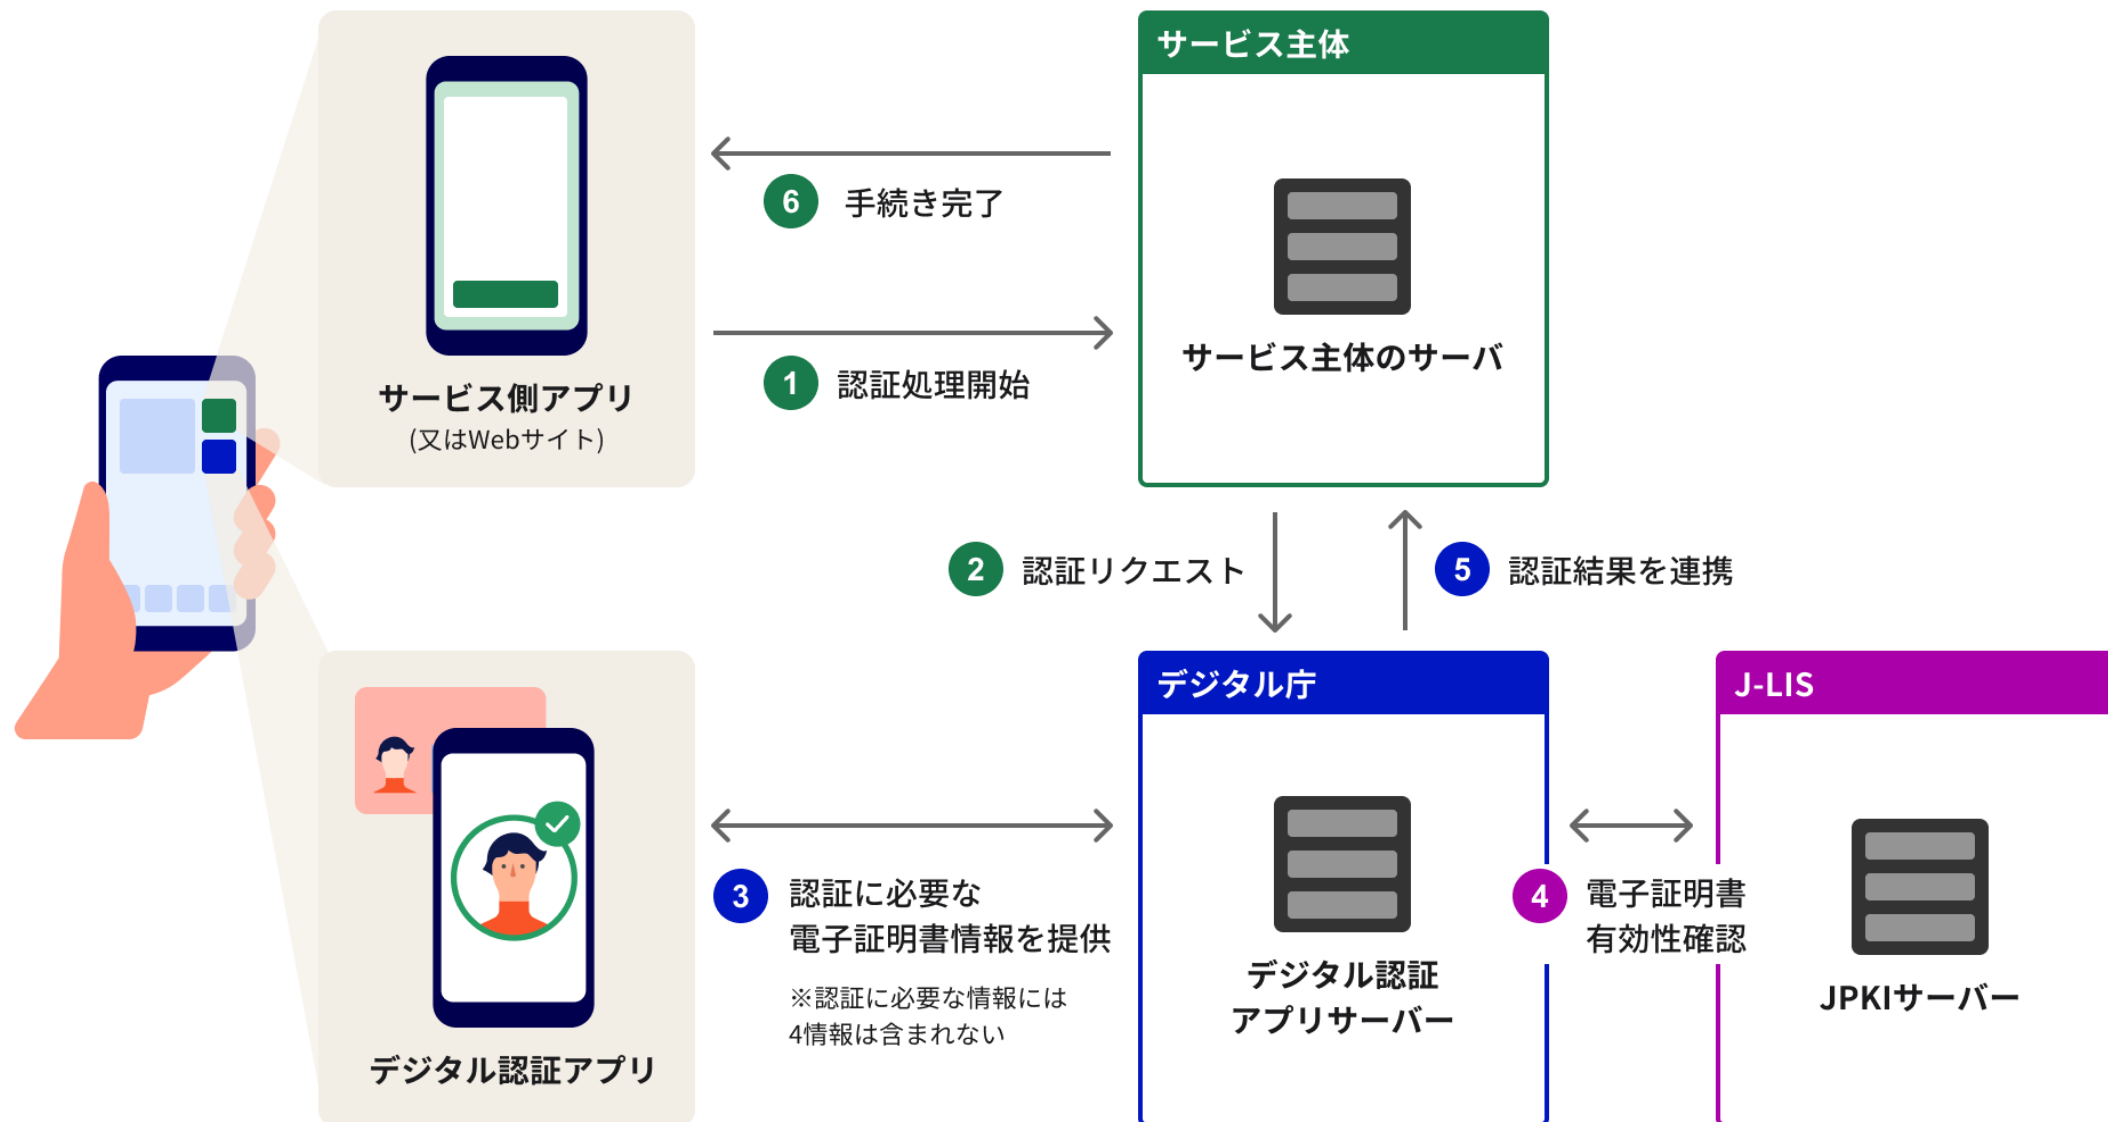 サービス主体
6 手続き完了
1 認証処理開始
サービス主体のサーバ
サービス側アプリ
(又はWebサイト)
2 認証リクエスト
5 認証結果を連携
デジタル庁
J-LIS
3 認証に必要な
電子証明書情報を提供
※認証に必要な情報には
4情報は含まれない
4 電子証明書
有効性確認
デジタル認証
アプリサーバー
JPKIサーバー
デジタル認証アプリ